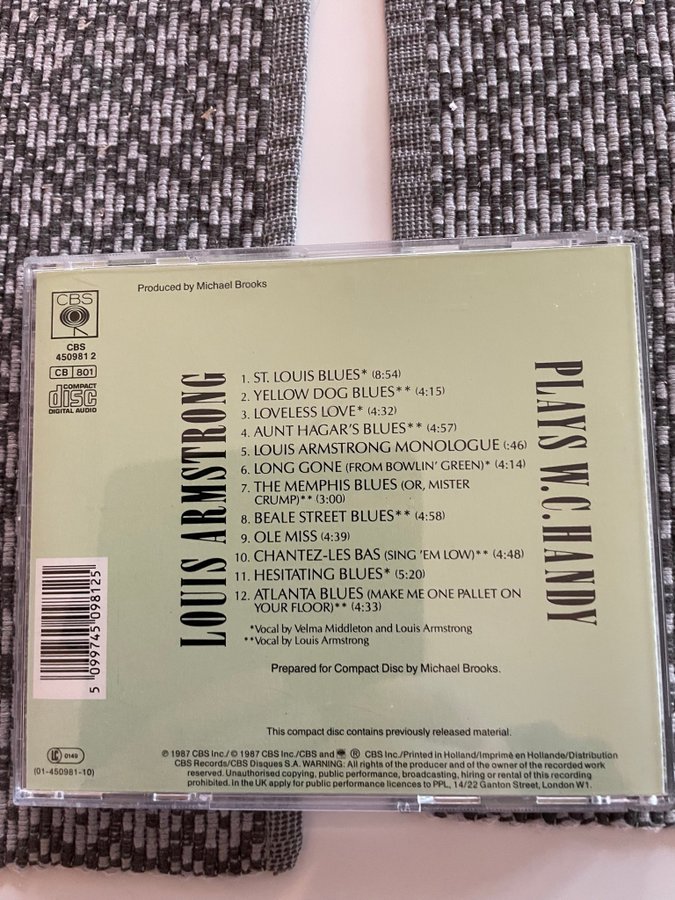 Produced by Michael Brooks
CBS
CBS
450981 2
CB 801
COMPACT
disc
DIGITAL AUDIO
LOUIS ARMSTRONG
PLAYS W.C. HANDY
1. ST. LOUIS BLUES* (8:54)
2. YELLOW DOG BLUES** (4:15)
3. LOVELESS LOVE* (4:32)
4. AUNT HAGAR'S BLUES** (4:57)
5. LOUIS ARMSTRONG MONOLOGUE (:46)
6. LONG GONE (FROM BOWLIN' GREEN)* (4:14)
7. THE MEMPHIS BLUES (OR, MISTER
CRUMP)** (3:00)
8. BEALE STREET BLUES** (4:58)
9. OLE MISS (4:39)
10. CHANTEZ-LES BAS (SING 'EM LOW)** (4:48)
11. HESITATING BLUES* (5:20)
12. ATLANTA BLUES (MAKE ME ONE PALLET ON
YOUR FLOOR)** (4:33)
*Vocal by Velma Middleton and Louis Armstrong
**Vocal by Louis Armstrong
Prepared for Compact Disc by Michael Brooks.
5 099745 098125
This compact disc contains previously released material.
LC 0149
(01-450981-10)
℗ 1987 CBS Inc./© 1987 CBS Inc./CBS and ® CBS Inc./Printed in Holland/Imprimé en Hollande/Distribution
CBS Records/CBS Disques S.A. WARNING: All rights of the producer and of the owner of the recorded work
reserved. Unauthorised copying, public performance, broadcasting, hiring or rental of this recording
prohibited. in the UK apply for public performance licences to PPL, 14/22 Ganton Street, London W1.